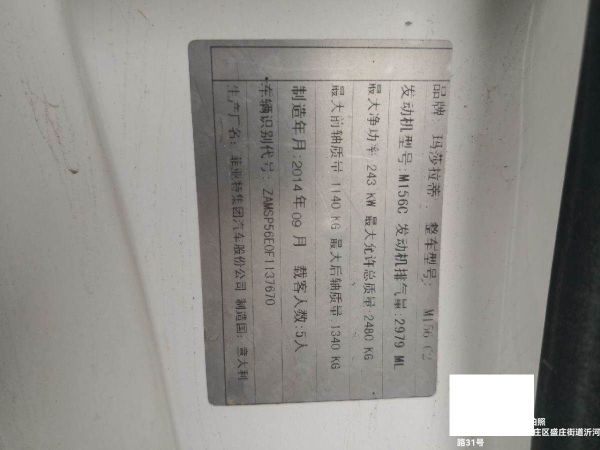 品牌: 玛莎拉蒂 . 整车型号: M156 C2
发动机型号:M156C 发动机排气量:2979 ML
最大净功率 243 KW 最大允许总质量 2480 KG
最大前轴质量 1140 KG 最大后轴质量 1340 KG
制造年月:2014年09月 载客人数:5人
车辆识别代号: ZAMSP56E0F1137670
生产厂名: 菲亚特集团汽车股份公司 制造国: 意大利
拍照
庄区盛庄街道沂河
路31号